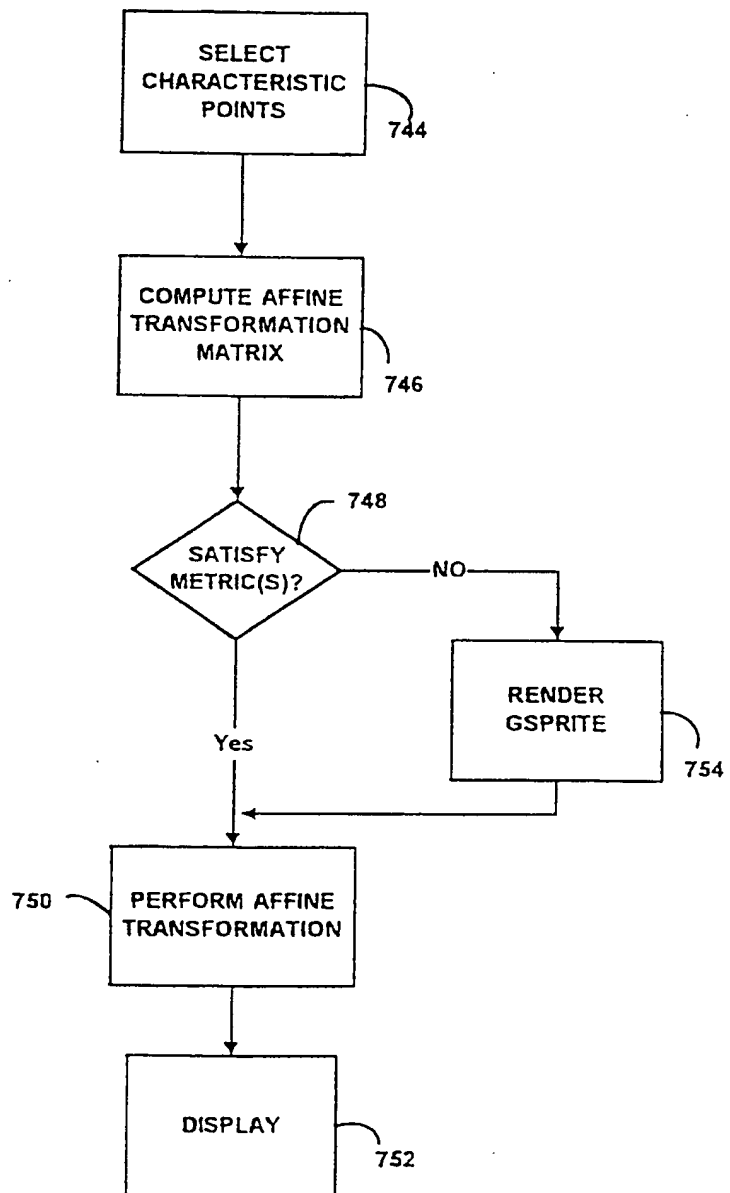 SELECT
CHARACTERISTIC
POINTS
744
COMPUTE AFFINE
TRANSFORMATION
MATRIX
746
748
SATISFY
METRIC(S)?
NO
RENDER
GSPRITE
754
Yes
750
PERFORM AFFINE
TRANSFORMATION
DISPLAY
752